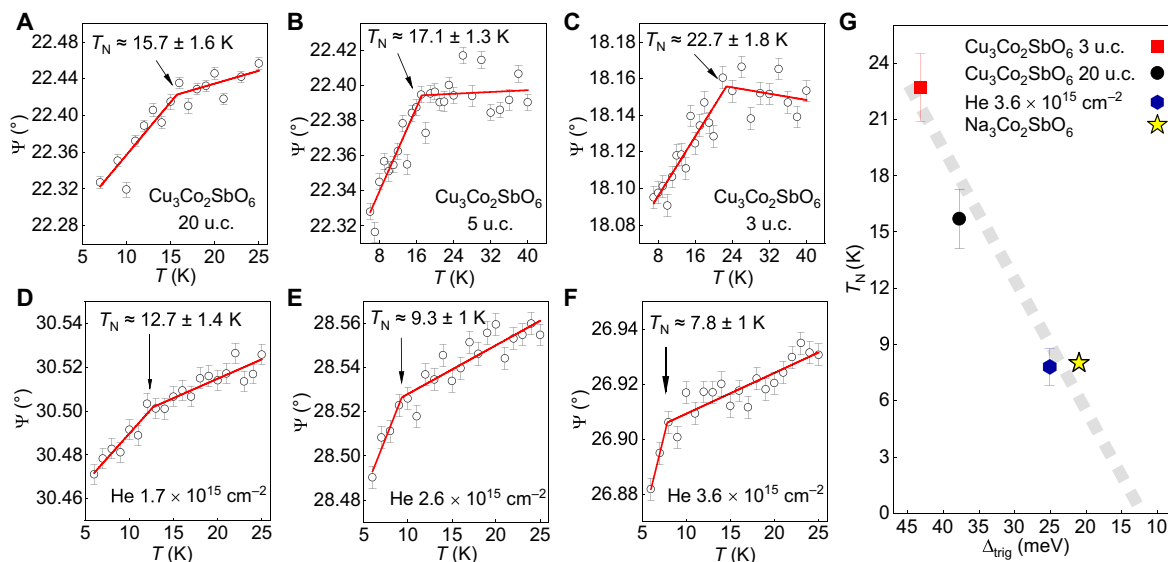 A
Ψ (°)
22.48
22.44
22.40
22.36
22.32
22.28
T_N ≈ 15.7 ± 1.6 K
Cu₃Co₂SbO₆
20 u.c.
5 10 15 20 25
T (K)
B
Ψ (°)
22.42
22.40
22.38
22.36
22.34
22.32
T_N ≈ 17.1 ± 1.3 K
Cu₃Co₂SbO₆
5 u.c.
8 16 24 32 40
T (K)
C
Ψ (°)
18.18
18.16
18.14
18.12
18.10
18.08
T_N ≈ 22.7 ± 1.8 K
Cu₃Co₂SbO₆
3 u.c.
8 16 24 32 40
T (K)
D
Ψ (°)
30.54
30.52
30.50
30.48
30.46
T_N ≈ 12.7 ± 1.4 K
He 1.7 × 10¹⁵ cm⁻²
5 10 15 20 25
T (K)
E
Ψ (°)
28.56
28.54
28.52
28.50
28.48
T_N ≈ 9.3 ± 1 K
He 2.6 × 10¹⁵ cm⁻²
5 10 15 20 25
T (K)
F
Ψ (°)
26.94
26.92
26.90
26.88
T_N ≈ 7.8 ± 1 K
He 3.6 × 10¹⁵ cm⁻²
5 10 15 20 25
T (K)
G
T_N (K)
27
24
21
18
15
12
9
6
3
0
Cu₃Co₂SbO₆ 3 u.c.
Cu₃Co₂SbO₆ 20 u.c.
He 3.6 × 10¹⁵ cm⁻²
Na₃Co₂SbO₆
45 40 35 30 25 20 15 10
Δ_trig (meV)